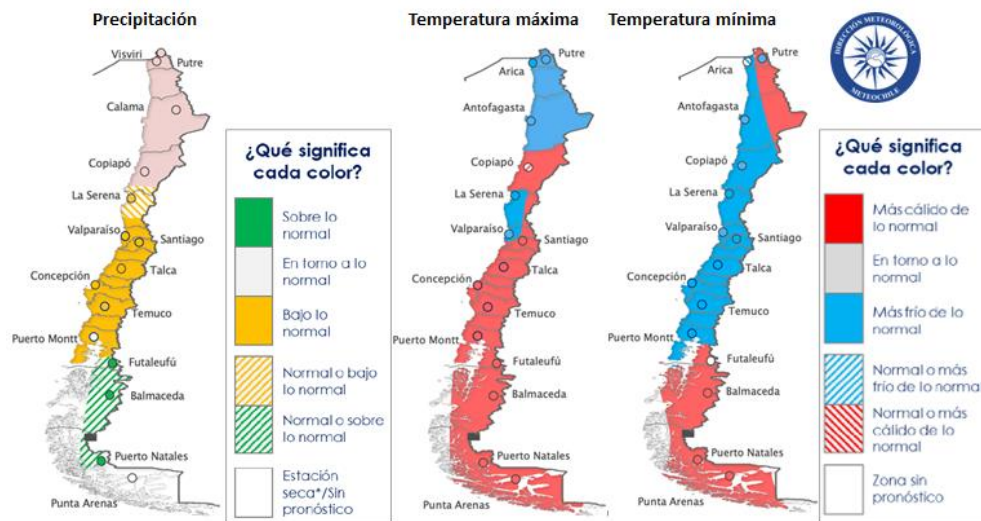 Precipitación
Temperatura máxima
Temperatura mínima
DIRECCIÓN METEOROLÓGICA
METEOCHILE
Visviri
Putre
Calama
Copiapó
La Serena
Valparaíso
Santiago
Talca
Concepción
Temuco
Puerto Montt
Futaleufú
Balmaceda
Puerto Natales
Punta Arenas
¿Qué significa
cada color?
Sobre lo
normal
En torno a lo
normal
Bajo lo
normal
Normal o bajo
lo normal
Normal o sobre
lo normal
Estación
seca*/Sin
pronóstico
Putre
Arica
Antofagasta
Copiapó
La Serena
Valparaíso
Santiago
Talca
Concepción
Temuco
Puerto Montt
Futaleufú
Balmaceda
Puerto Natales
Punta Arenas
Putre
Arica
Antofagasta
Copiapó
La Serena
Valparaíso
Santiago
Talca
Concepción
Temuco
Puerto Montt
Futaleufú
Balmaceda
Puerto Natales
Punta Arenas
¿Qué significa
cada color?
Más cálido de
lo normal
En torno a lo
normal
Más frío de lo
normal
Normal o más
frío de lo norma
Normal o más
cálido de lo
normal
Zona sin
pronóstico